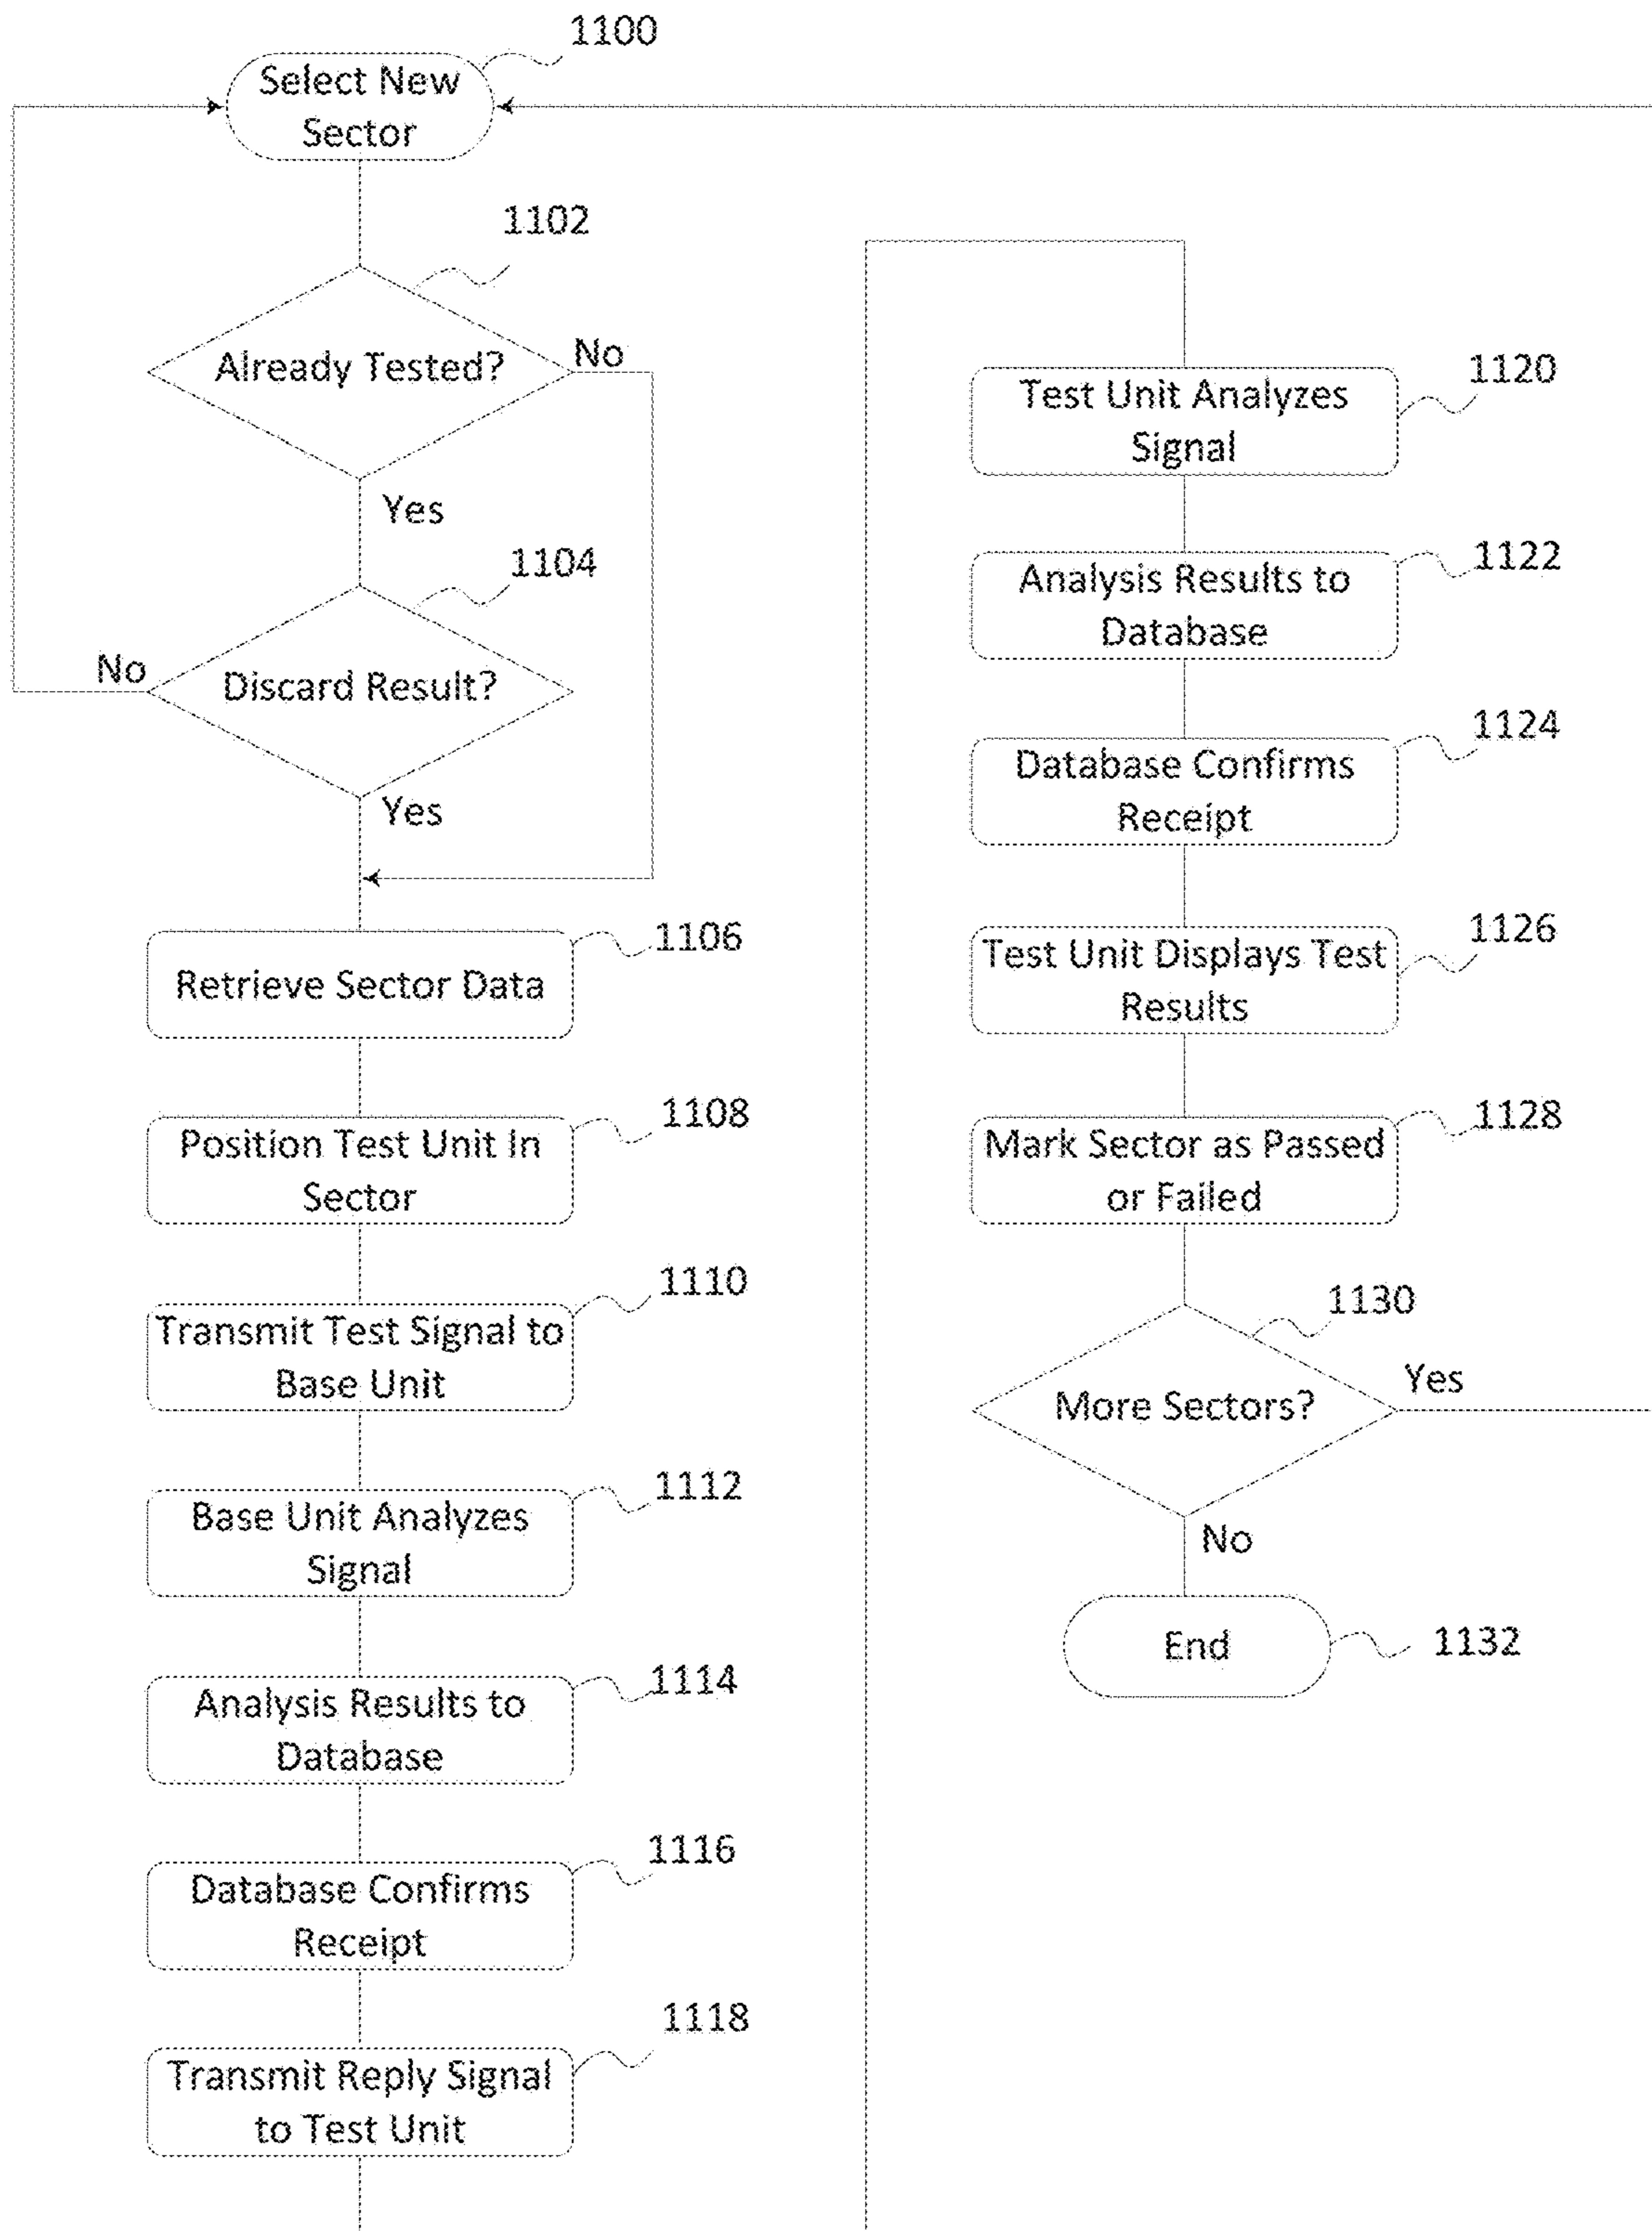 1100
Select New
Sector
1102
Already Tested?
No
Yes
1104
No
Discard Result?
Yes
1106
Retrieve Sector Data
1108
Position Test Unit In
Sector
1110
Transmit Test Signal to
Base Unit
1112
Base Unit Analyzes
Signal
1114
Analysis Results to
Database
1116
Database Confirms
Receipt
1118
Transmit Reply Signal
to Test Unit
1120
Test Unit Analyzes
Signal
1122
Analysis Results to
Database
1124
Database Confirms
Receipt
1126
Test Unit Displays Test
Results
1128
Mark Sector as Passed
or Failed
1130
Yes
More Sectors?
No
End
1132